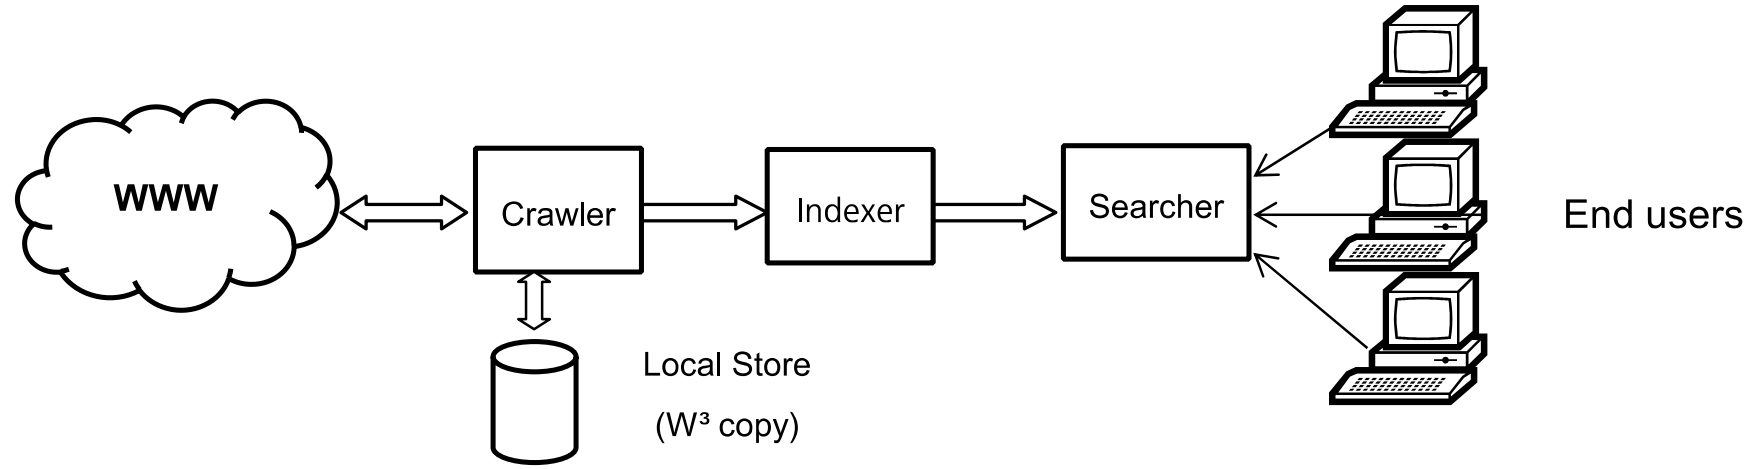 WWW
Crawler
Indexer
Searcher
End users
Local Store
(W³ copy)